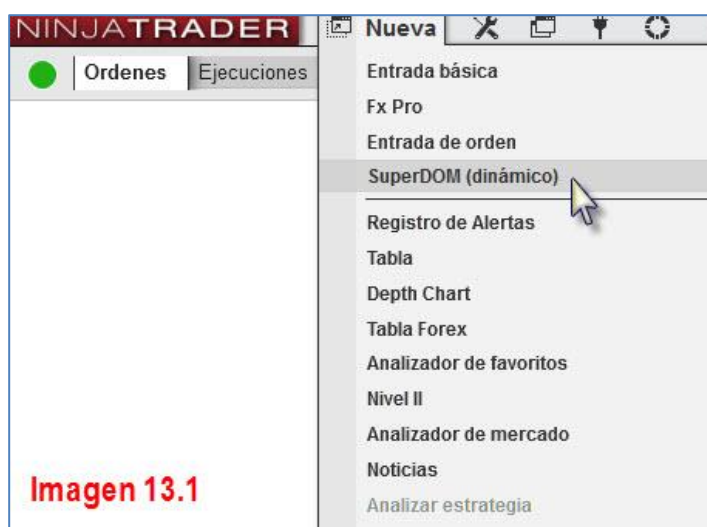 NINJATRADER
Nueva
Ordenes
Ejecuciones
Entrada básica
Fx Pro
Entrada de orden
SuperDOM (dinámico)
Registro de Alertas
Tabla
Depth Chart
Tabla Forex
Analizador de favoritos
Nivel II
Analizador de mercado
Noticias
Analizar estrategia
Imagen 13.1